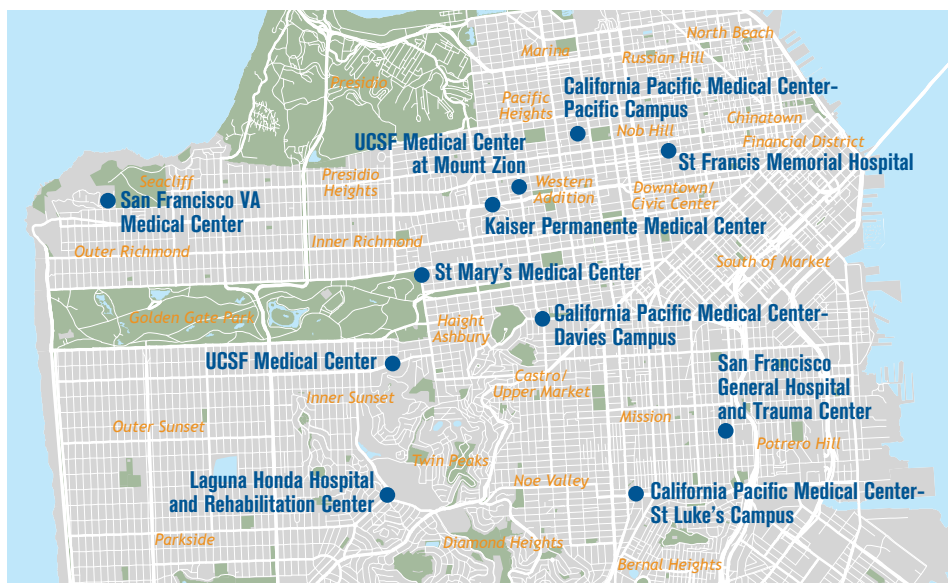 North Beach
Marina
Russian Hill
Presidio
California Pacific Medical Center-
Pacific Campus
Pacific
Heights
Chinatown
Nob Hill
Financial District
UCSF Medical Center
at Mount Zion
St Francis Memorial Hospital
Seacliff
Presidio
Heights
Western
Addition
Downtown/
Civic Center
San Francisco VA
Medical Center
Kaiser Permanente Medical Center
Outer Richmond
Inner Richmond
South of Market
St Mary's Medical Center
Golden Gate Park
Haight
Ashbury
California Pacific Medical Center-
Davies Campus
UCSF Medical Center
San Francisco
General Hospital
and Trauma Center
Castro/
Upper Market
Inner Sunset
Mission
Outer Sunset
Potrero Hill
Twin Peaks
Laguna Honda Hospital
and Rehabilitation Center
Noe Valley
California Pacific Medical Center-
St Luke's Campus
Parkside
Diamond Heights
Bernal Heights